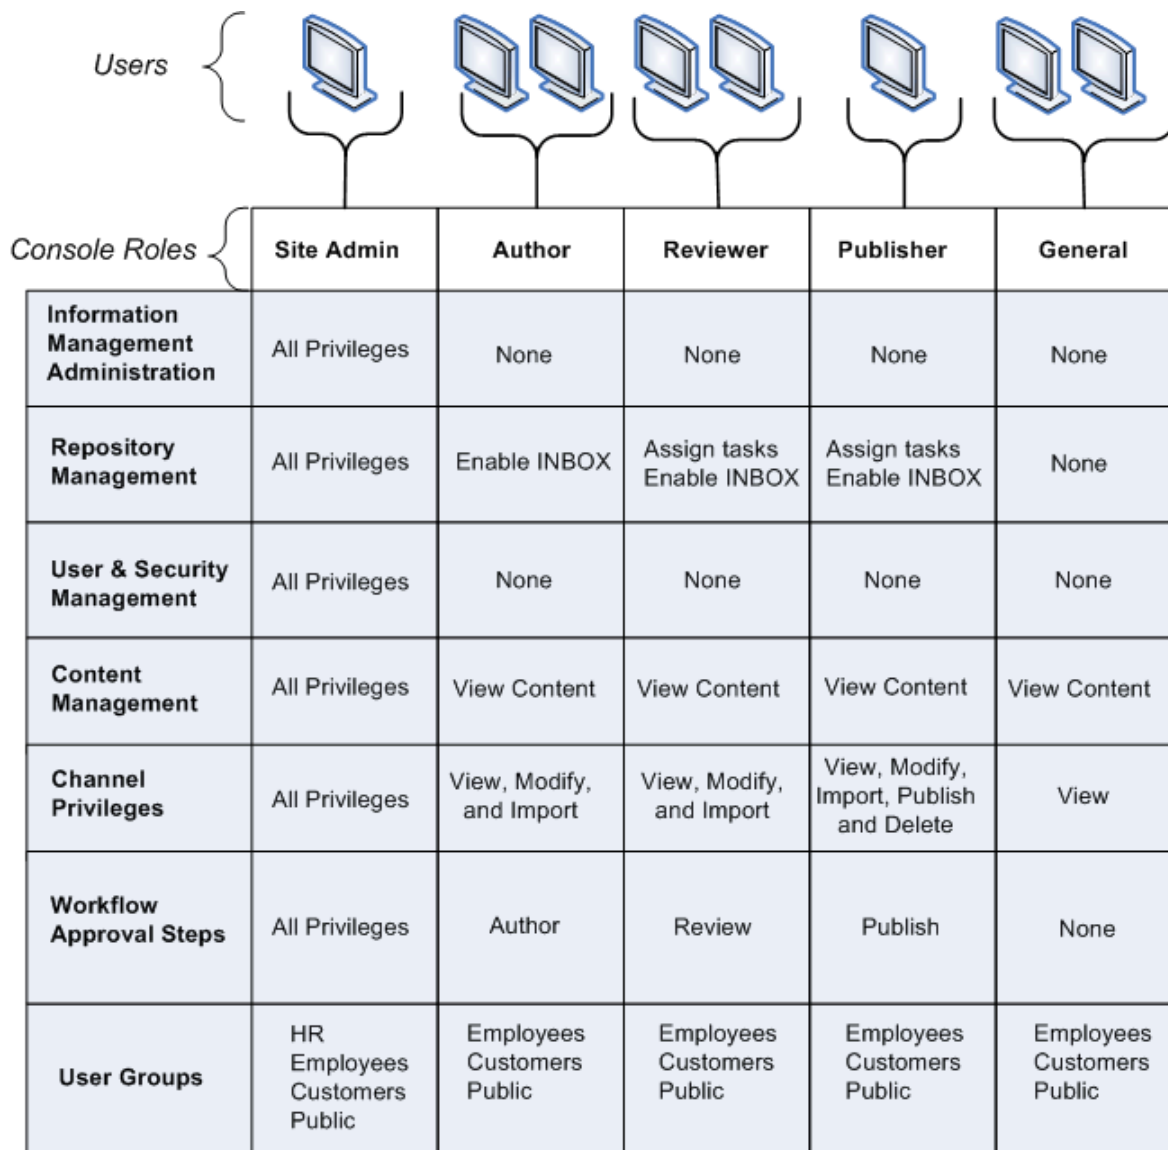 Users
Console Roles
Site Admin
Author
Reviewer
Publisher
General
Information
Management
Administration
All Privileges
None
None
None
None
Repository
Management
All Privileges
Enable INBOX
Assign tasks
Enable INBOX
Assign tasks
Enable INBOX
None
User & Security
Management
All Privileges
None
None
None
None
Content
Management
All Privileges
View Content
View Content
View Content
View Content
Channel
Privileges
All Privileges
View, Modify,
and Import
View, Modify,
and Import
View, Modify,
Import, Publish
and Delete
View
Workflow
Approval Steps
All Privileges
Author
Review
Publish
None
User Groups
HR
Employees
Customers
Public
Employees
Customers
Public
Employees
Customers
Public
Employees
Customers
Public
Employees
Customers
Public